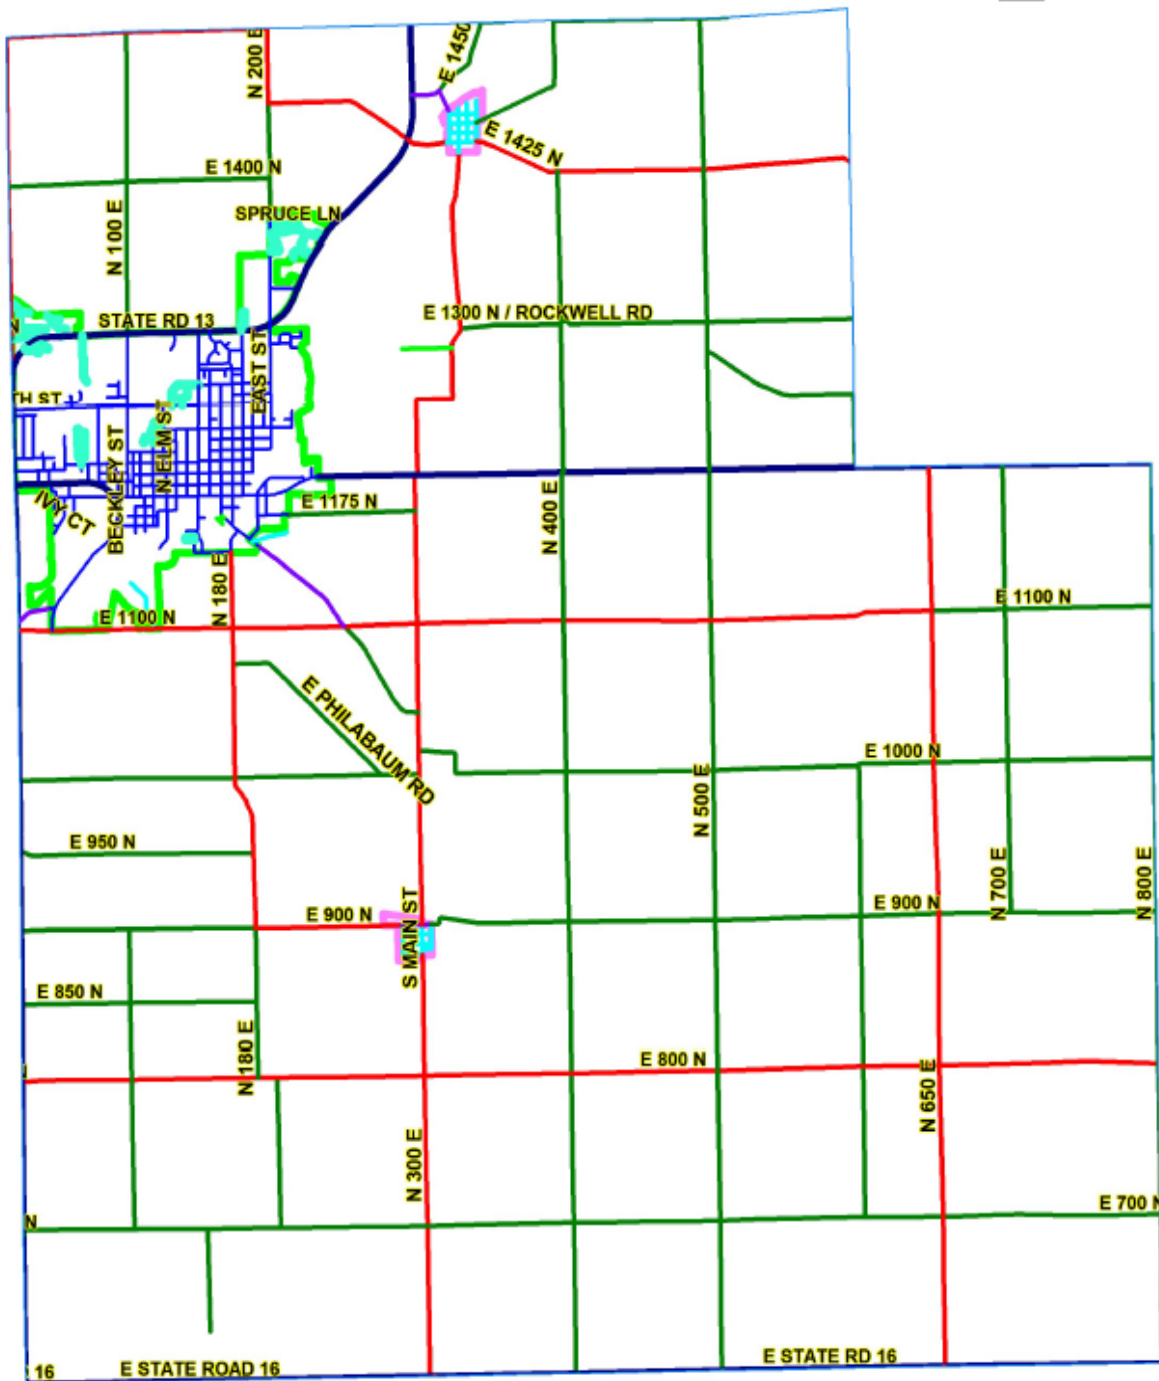 N 200 E
E 1450
E 1425 N
E 1400 N
SPRUCE LN
N 100 E
E 1300 N / ROCKWELL RD
STATE RD 13
N
EAST ST
TH ST
N ELM ST
BECKLEY ST
IVY CT
E 1175 N
N 400 E
N 180 E
E 1100 N
E 1100 N
E PHILABAUM RD
E 1000 N
N 500 E
E 950 N
N 700 E
N 800 E
S MAIN ST
E 900 N
E 900 N
E 850 N
N 180 E
E 800 N
N 650 E
N 300 E
N
E 700 N
E STATE RD 16
16
E STATE ROAD 16